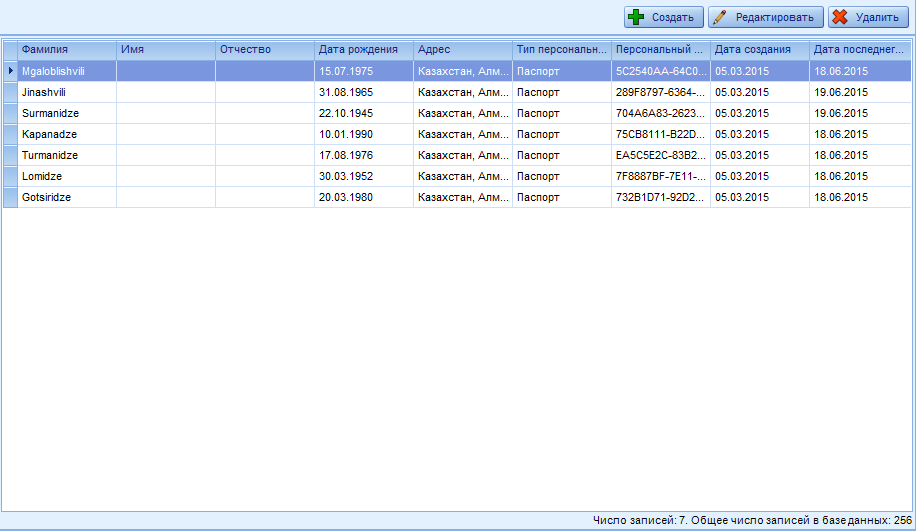 Создать Редактировать Удалить
Фамилия Имя Отчество Дата рождения Адрес Тип персональн... Персональный ... Дата создания Дата последнег...
Mgaloblishvili 15.07.1975 Казахстан, Алм... Паспорт 5C2540AA-64C0... 05.03.2015 18.06.2015
Jinashvili 31.08.1965 Казахстан, Алм... Паспорт 289F8797-6364-... 05.03.2015 19.06.2015
Surmanidze 22.10.1945 Казахстан, Алм... Паспорт 704A6A83-2623... 05.03.2015 19.06.2015
Kapanadze 10.01.1990 Казахстан, Алм... Паспорт 75CB8111-B22D... 05.03.2015 18.06.2015
Turmanidze 17.08.1976 Казахстан, Алм... Паспорт EA5C5E2C-83B2... 05.03.2015 18.06.2015
Lomidze 30.03.1952 Казахстан, Алм... Паспорт 7F8887BF-7E11-... 05.03.2015 18.06.2015
Gotsiridze 20.03.1980 Казахстан, Алм... Паспорт 732B1D71-92D2... 05.03.2015 18.06.2015
Число записей: 7. Общее число записей в базе данных: 256